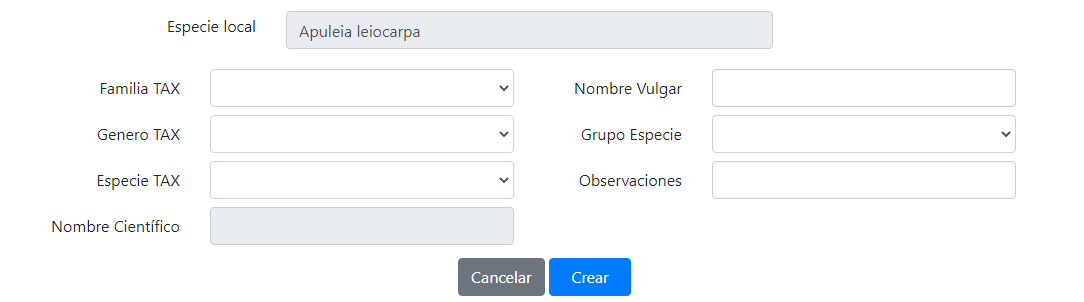 Especie local Apuleia leiocarpa
Familia TAX Nombre Vulgar
Genero TAX Grupo Especie
Especie TAX Observaciones
Nombre Científico
Cancelar Crear